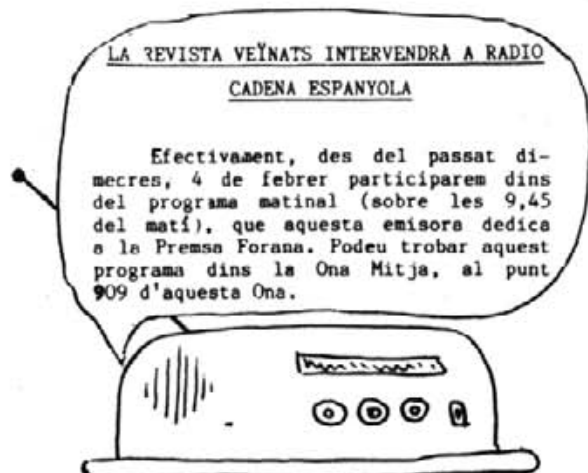 LA REVISTA VEÏNATS INTERVENDRÀ A RADIO
CADENA ESPANYOLA
Efectivament, des del passat di-
mecres, 4 de febrer participarem dins
del programa matinal (sobre les 9,45
del matí), que aquesta emisora dedica
a la Premsa Forana. Podeu trobar aquest
programa dins la Ona Mitja, al punt
909 d'aquesta Ona.